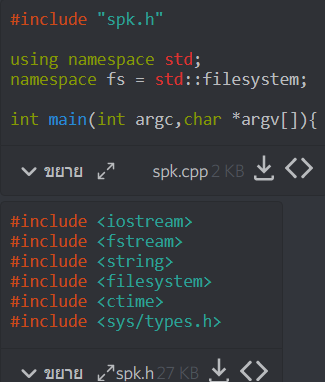 #include "spk.h"
using namespace std;
namespace fs = std::filesystem;
int main(int argc,char *argv[]){
ขยาย spk.cpp 2 KB
#include <iostream>
#include <fstream>
#include <string>
#include <filesystem>
#include <ctime>
#include <sys/types.h>
ขยาย spk.h 27 KB